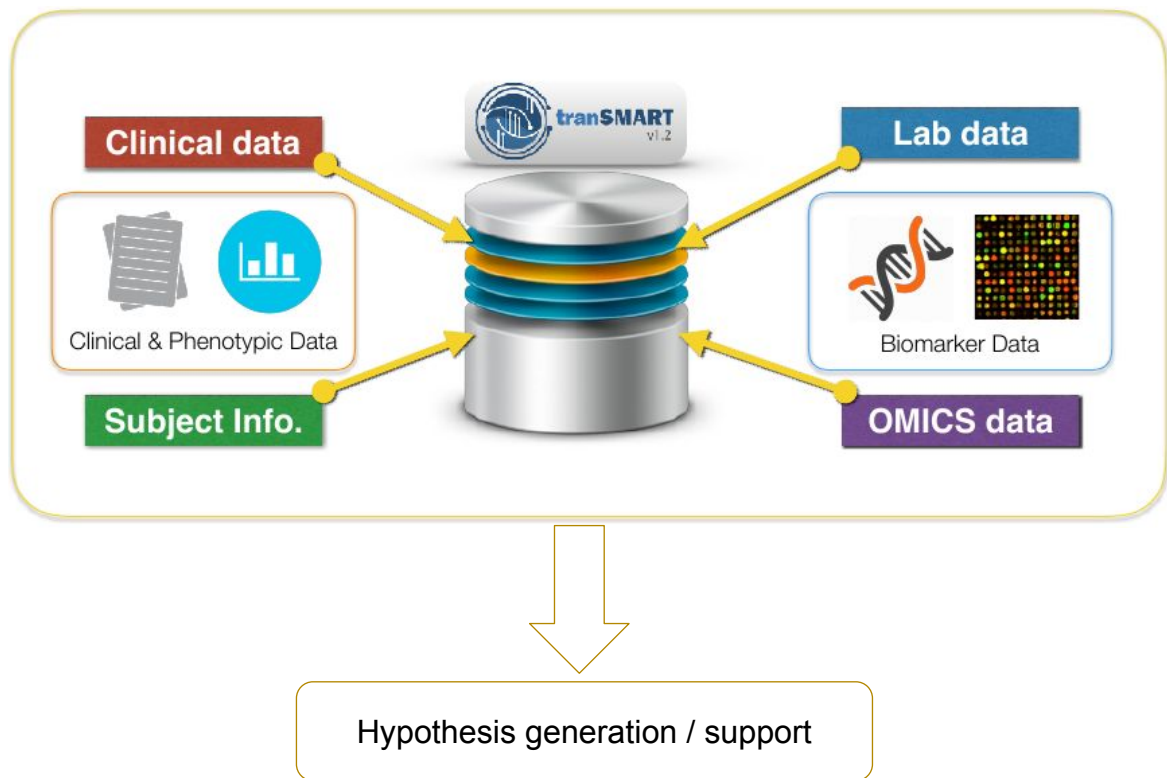 tranSMART
v1.2
Clinical data
Lab data
Clinical & Phenotypic Data
Biomarker Data
Subject Info.
OMICS data
Hypothesis generation / support